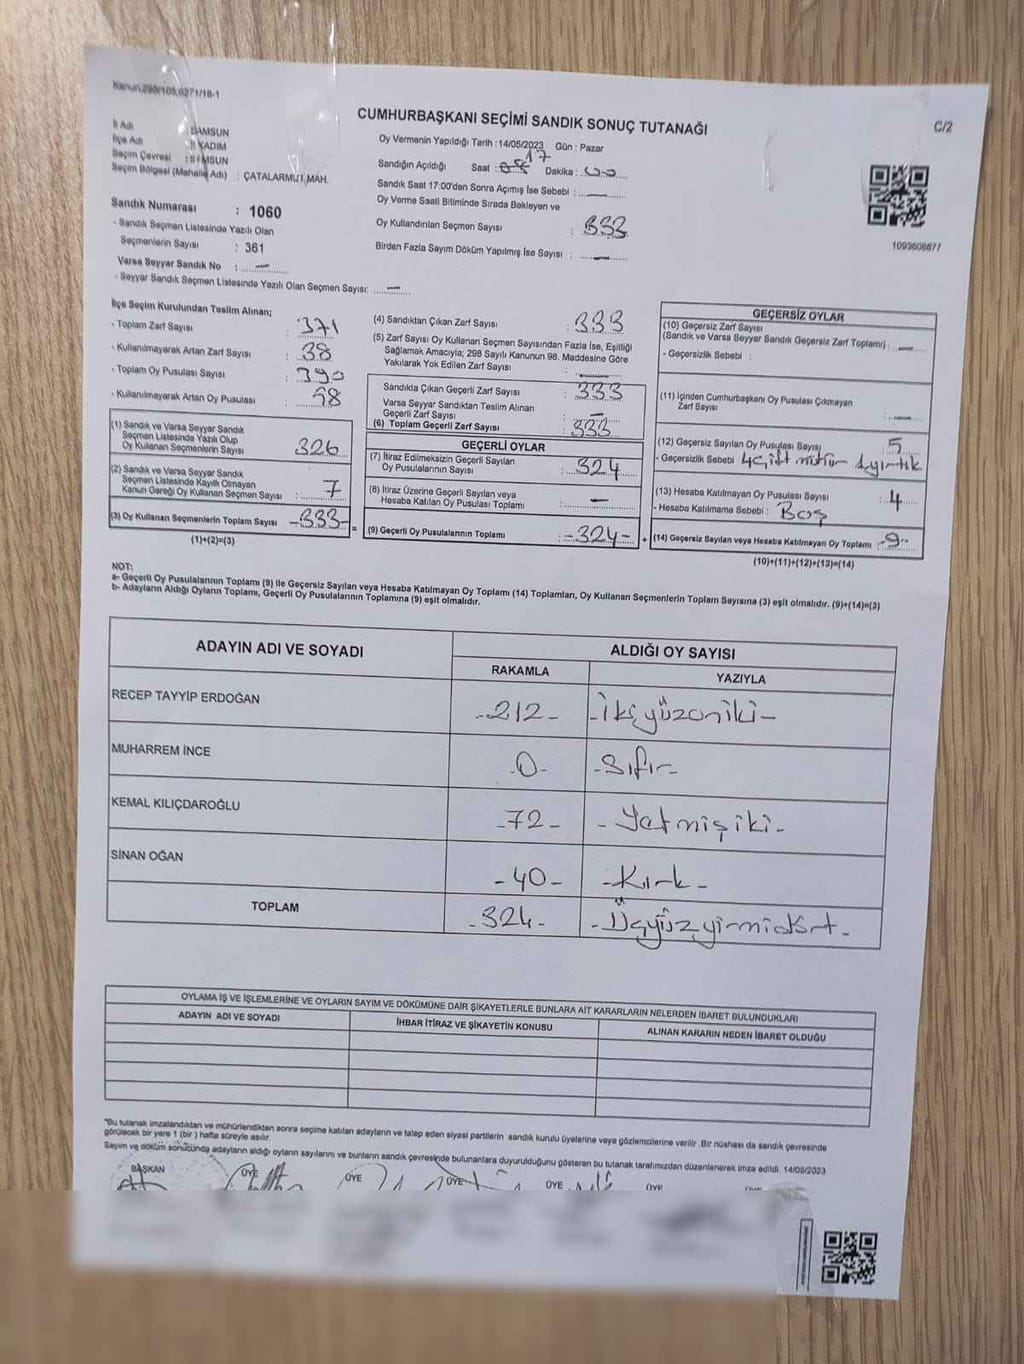 Kanun:298/105,6271/18-1
CUMHURBAŞKANI SEÇİMİ SANDIK SONUÇ TUTANAĞI
C/2
İl Adı : SAMSUN
İlçe Adı : İLKADIM
Seçim Çevresi : SAMSUN
Seçim Bölgesi (Mahalle Adı) : ÇATALARMUT MAH.
Oy Vermenin Yapıldığı Tarih : 14/05/2023 Gün : Pazar
Sandığın Açıldığı Saat : 17 Dakika : 00
Sandık Saat 17:00'den Sonra Açımış İse Sebebi : —
Oy Verme Saati Bitiminde Sırada Bekleyen ve
Oy Kullandırılan Seçmen Sayısı : 333
Birden Fazla Sayım Döküm Yapılmış İse Sayısı : —
1093608677
Sandık Numarası : 1060
- Sandık Seçmen Listesinde Yazılı Olan
Seçmenlerin Sayısı : 361
Varsa Seyyar Sandık No : —
- Seyyar Sandık Seçmen Listesinde Yazılı Olan Seçmen Sayısı: —
İlçe Seçim Kurulundan Teslim Alınan;
- Toplam Zarf Sayısı : 371
- Kullanılmayarak Artan Zarf Sayısı : 38
- Toplam Oy Pusulası Sayısı : 390
- Kullanılmayarak Artan Oy Pusulası :
(1) Sandık ve Varsa Seyyar Sandık
Seçmen Listesinde Yazılı Olup
Oy Kullanan Seçmenlerin Sayısı 326
(2) Sandık ve Varsa Seyyar Sandık
Seçmen Listesinde Kayıtlı Olmayan
Kanun Gereği Oy Kullanan Seçmen Sayısı : 7
(3) Oy Kullanan Seçmenlerin Toplam Sayısı -333-
(1)+(2)=(3)
(4) Sandıktan Çıkan Zarf Sayısı : 333
(5) Zarf Sayısı Oy Kullanan Seçmen Sayısından Fazla İse, Eşitliği
Sağlamak Amacıyla; 298 Sayılı Kanunun 98. Maddesine Göre
Yakılarak Yok Edilen Zarf Sayısı : —
Sandıkta Çıkan Geçerli Zarf Sayısı : 333
Varsa Seyyar Sandıktan Teslim Alınan
Geçerli Zarf Sayısı : —
(6) Toplam Geçerli Zarf Sayısı : 333
GEÇERLİ OYLAR
(7) İtiraz Edilmeksizin Geçerli Sayılan
Oy Pusulalarının Sayısı : 324
(8) İtiraz Üzerine Geçerli Sayılan veya
Hesaba Katılan Oy Pusulası Toplamı : —
= (9) Geçerli Oy Pusulalarının Toplamı : -324-
GEÇERSİZ OYLAR
(10) Geçersiz Zarf Sayısı
(Sandık ve Varsa Seyyar Sandık Geçersiz Zarf Toplamı) : —
- Geçersizlik Sebebi :
(11) İçinden Cumhurbaşkanı Oy Pusulası Çıkmayan
Zarf Sayısı : —
(12) Geçersiz Sayılan Oy Pusulası Sayısı : 5
- Geçersizlik Sebebi 4 çift mühür
(13) Hesaba Katılmayan Oy Pusulası Sayısı : 4
- Hesaba Katılmama Sebebi : Boş
+ (14) Geçersiz Sayılan veya Hesaba Katılmayan Oy Toplamı : -9-
(10)+(11)+(12)+(13)=(14)
NOT:
a- Geçerli Oy Pusulalarının Toplamı (9) ile Geçersiz Sayılan veya Hesaba Katılmayan Oy Toplamı (14) Toplamları, Oy Kullanan Seçmenlerin Toplam Sayısına (3) eşit olmalıdır. (9)+(14)=(3)
b- Adayların Aldığı Oyların Toplamı, Geçerli Oy Pusulalarının Toplamına (9) eşit olmalıdır.
ADAYIN ADI VE SOYADI ALDIĞI OY SAYISI
RAKAMLA YAZIYLA
RECEP TAYYİP ERDOĞAN -212- -İkiyüzoniki-
MUHARREM İNCE -0- -Sıfır-
KEMAL KILIÇDAROĞLU -72- -Yetmişiki-
SİNAN OĞAN -40- -Kırk-
TOPLAM -324- -Üçyüzyirmidört-
OYLAMA İŞ VE İŞLEMLERİNE VE OYLARIN SAYIM VE DÖKÜMÜNE DAİR ŞİKAYETLERLE BUNLARA AİT KARARLARIN NELERDEN İBARET BULUNDUKLARI
ADAYIN ADI VE SOYADI İHBAR İTİRAZ VE ŞİKAYETİN KONUSU ALINAN KARARIN NEDEN İBARET OLDUĞU
*Bu tutanak imzalandıktan ve mühürlendikten sonra seçime katılan adayların ve talep eden siyasi partilerin sandık kurulu üyelerine veya gözlemcilerine verilir. Bir nüshası da sandık çevresinde
görülecek bir yere 1 (bir ) hafta süreyle asılır.
Sayım ve döküm sonucunda adayların aldığı oyların sayılarını ve bunların sandık çevresinde bulunanlara duyurulduğunu gösteren bu tutanak tarafımızdan düzenlenerek imza edildi. 14/05/2023
BAŞKAN ÜYE ÜYE ÜYE ÜYE ÜYE